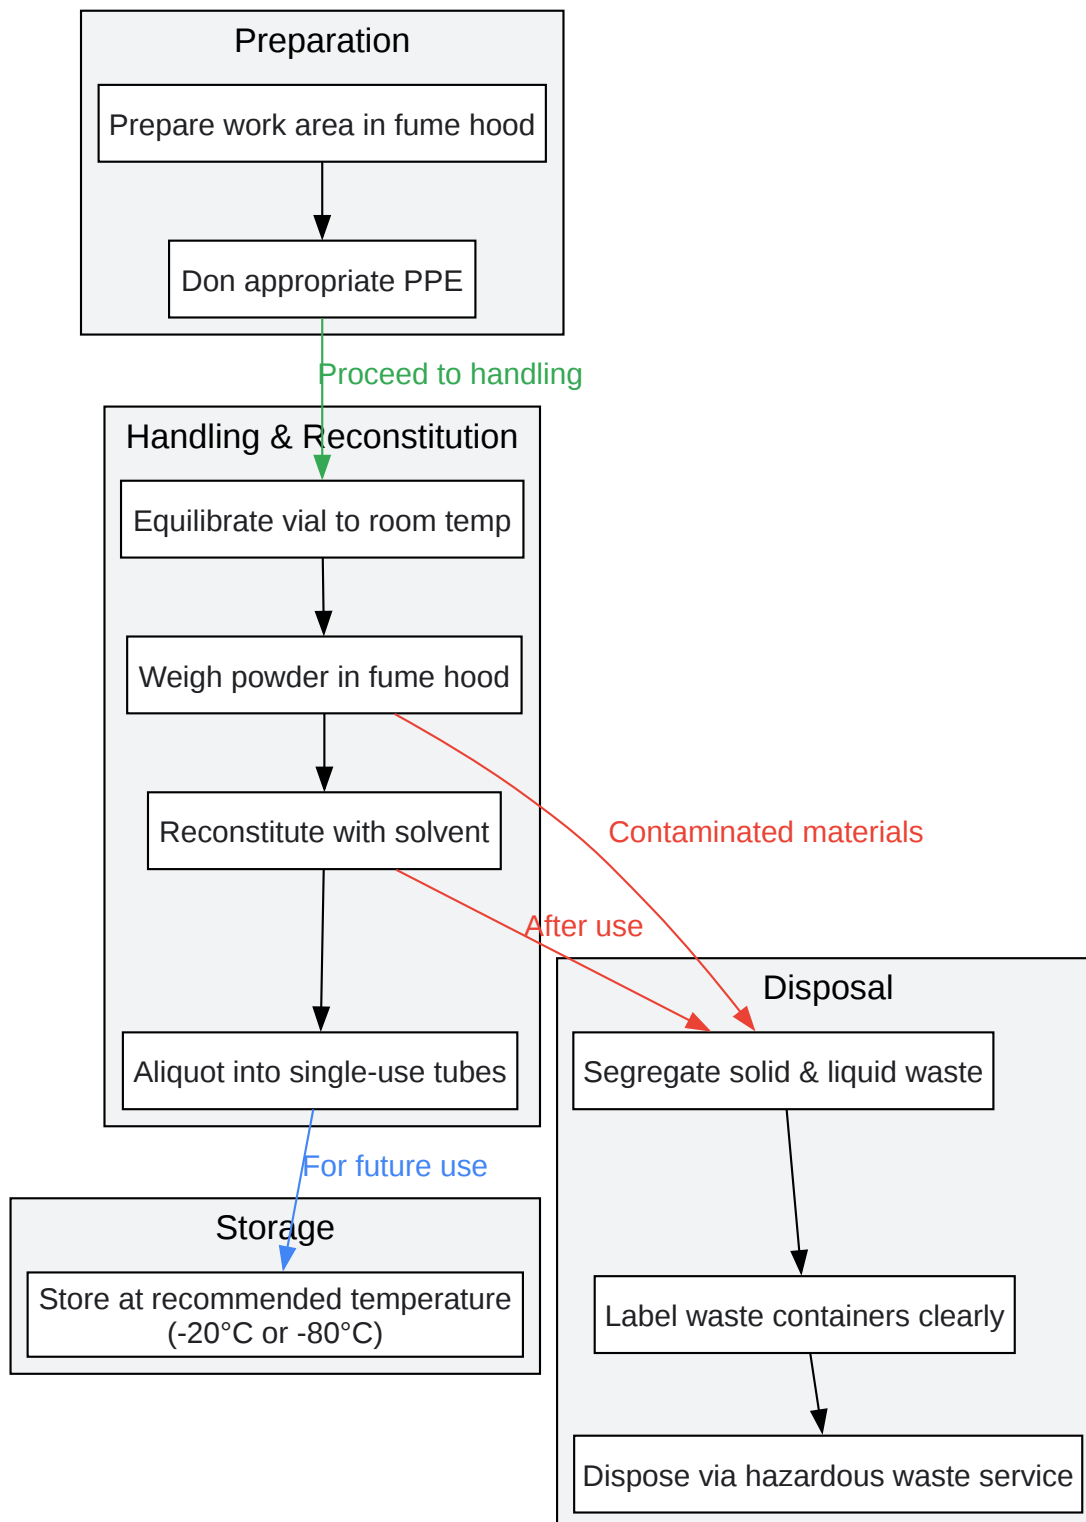 Preparation
Prepare work area in fume hood
Don appropriate PPE
Proceed to handling
Handling & Reconstitution
Equilibrate vial to room temp
Weigh powder in fume hood
Reconstitute with solvent
Contaminated materials
After use
Disposal
Aliquot into single-use tubes
Segregate solid & liquid waste
For future use
Storage
Store at recommended temperature
(-20°C or -80°C)
Label waste containers clearly
Dispose via hazardous waste service